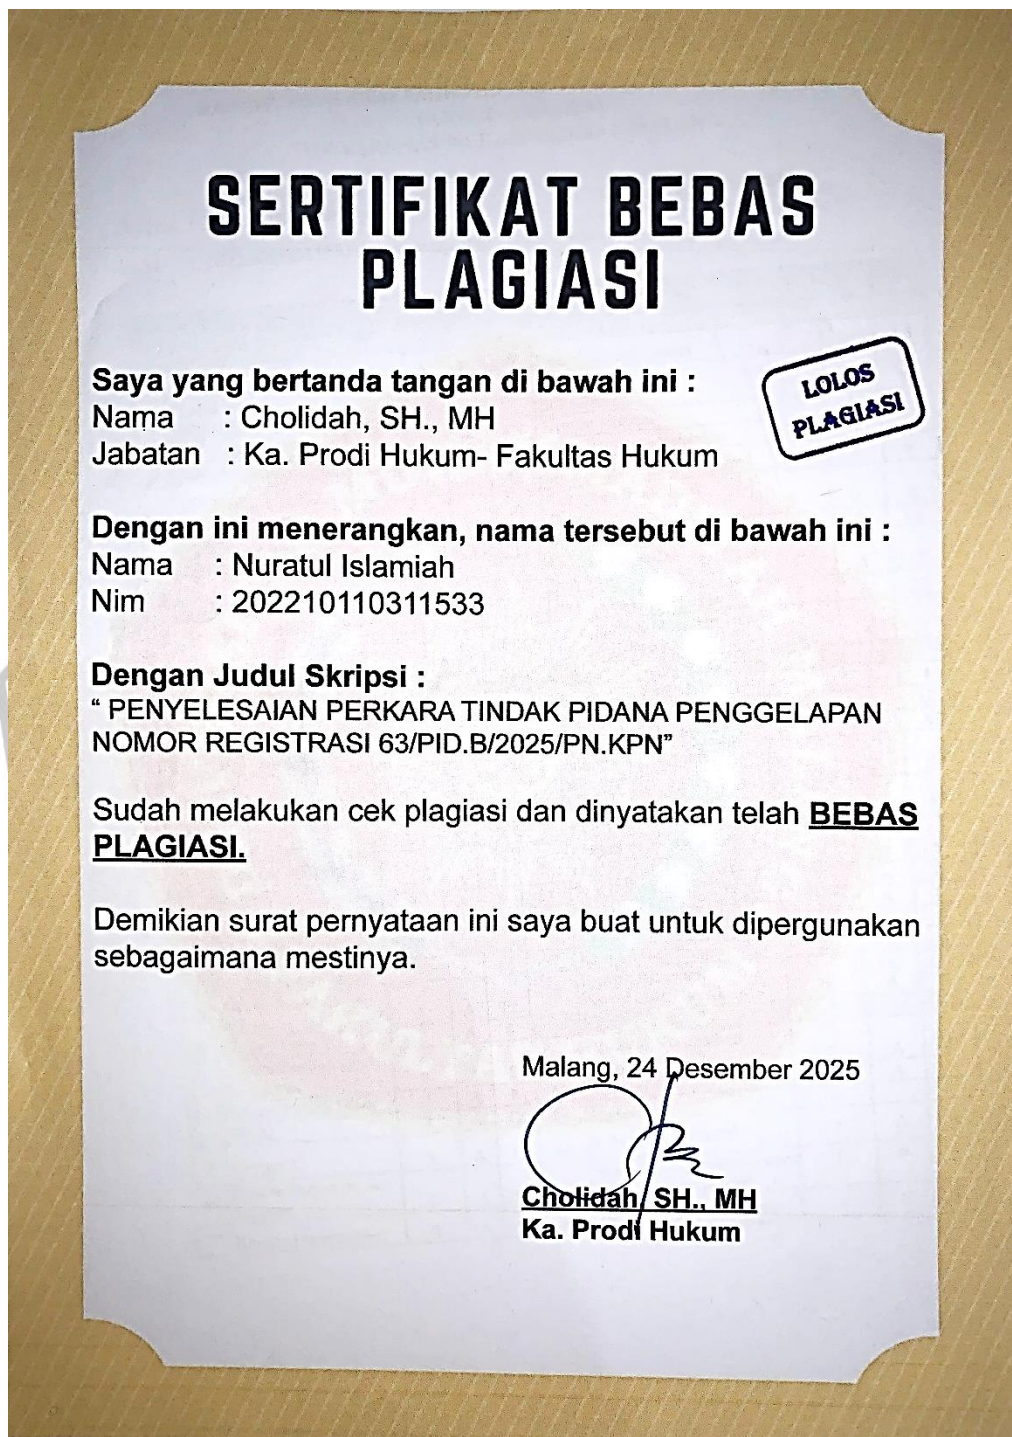 SERTIFIKAT BEBAS
PLAGIASI
LOLOS
PLAGIASI
Saya yang bertanda tangan di bawah ini :
Nama : Cholidah, SH., MH
Jabatan : Ka. Prodi Hukum- Fakultas Hukum
Dengan ini menerangkan, nama tersebut di bawah ini :
Nama : Nuratul Islamiah
Nim : 202210110311533
Dengan Judul Skripsi :
“ PENYELESAIAN PERKARA TINDAK PIDANA PENGGELAPAN
NOMOR REGISTRASI 63/PID.B/2025/PN.KPN”
Sudah melakukan cek plagiasi dan dinyatakan telah BEBAS
PLAGIASI.
Demikian surat pernyataan ini saya buat untuk dipergunakan
sebagaimana mestinya.
Malang, 24 Desember 2025
Cholidah, SH., MH
Ka. Prodi Hukum